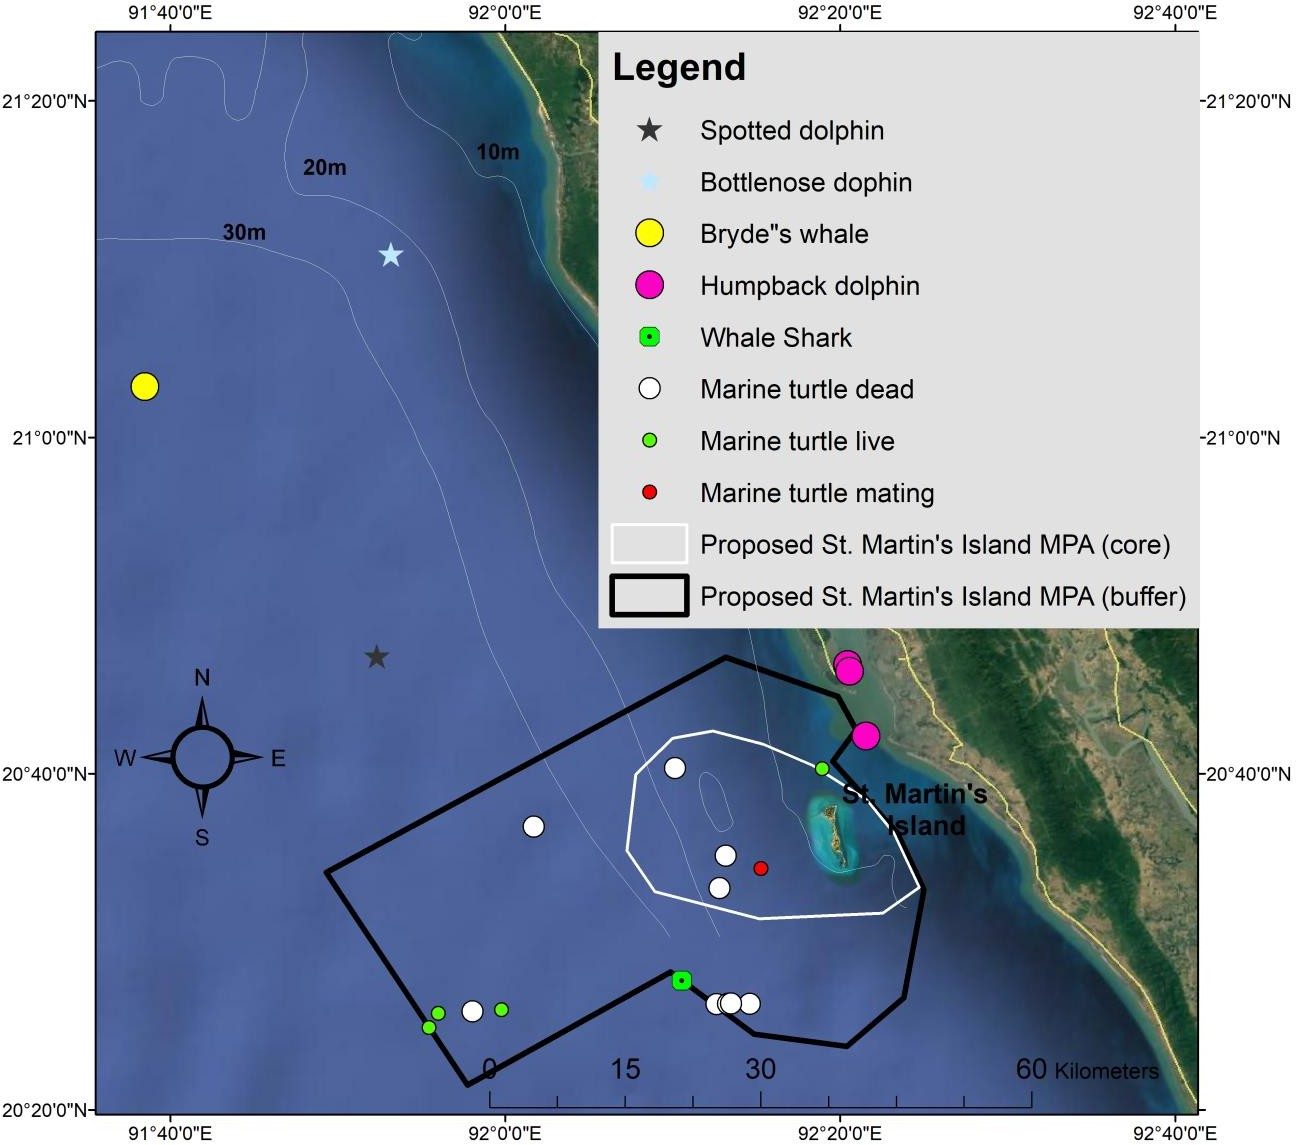 91°40'0"E 92°0'0"E 92°20'0"E 92°40'0"E
Legend
21°20'0"N 21°20'0"N
Spotted dolphin
10m
20m
Bottlenose dophin
30m
Bryde"s whale
Humpback dolphin
Whale Shark
Marine turtle dead
21°0'0"N 21°0'0"N
Marine turtle live
Marine turtle mating
Proposed St. Martin's Island MPA (core)
Proposed St. Martin's Island MPA (buffer)
N
W E
S
20°40'0"N 20°40'0"N
St. Martin's
Island
0 15 30 60 Kilometers
20°20'0"N
91°40'0"E 92°0'0"E 92°20'0"E 92°40'0"E